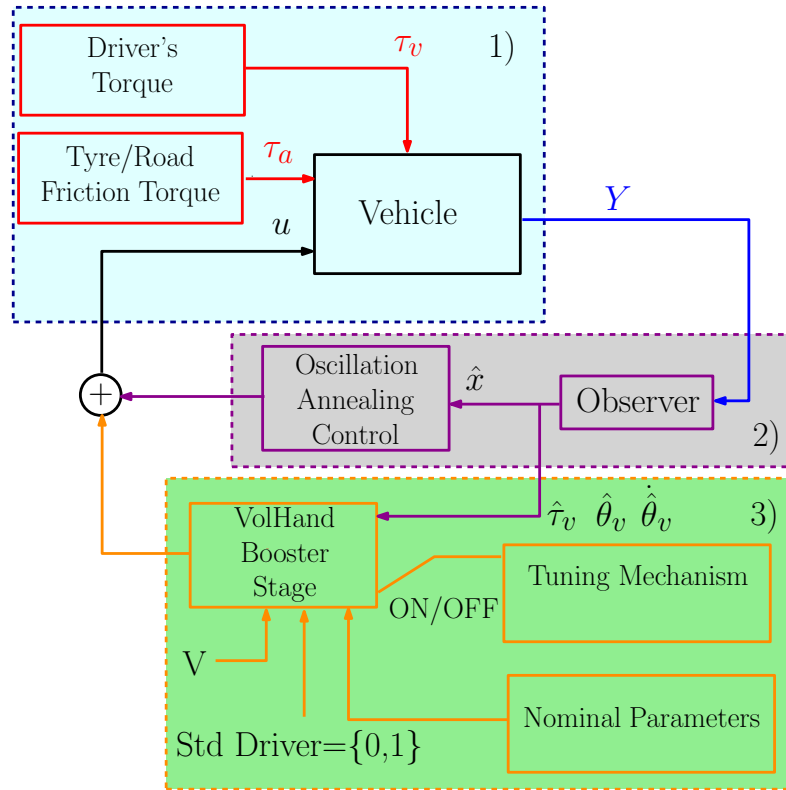 Driver's
Torque
τ_v
1)
Tyre/Road
Friction Torque
τ_a
Vehicle
Y
u
+
Oscillation
Annealing
Control
x̂
Observer
2)
VolHand
Booster
Stage
τ̂_v θ̂_v θ̂̇_v
3)
Tuning Mechanism
ON/OFF
V
Nominal Parameters
Std Driver={0,1}